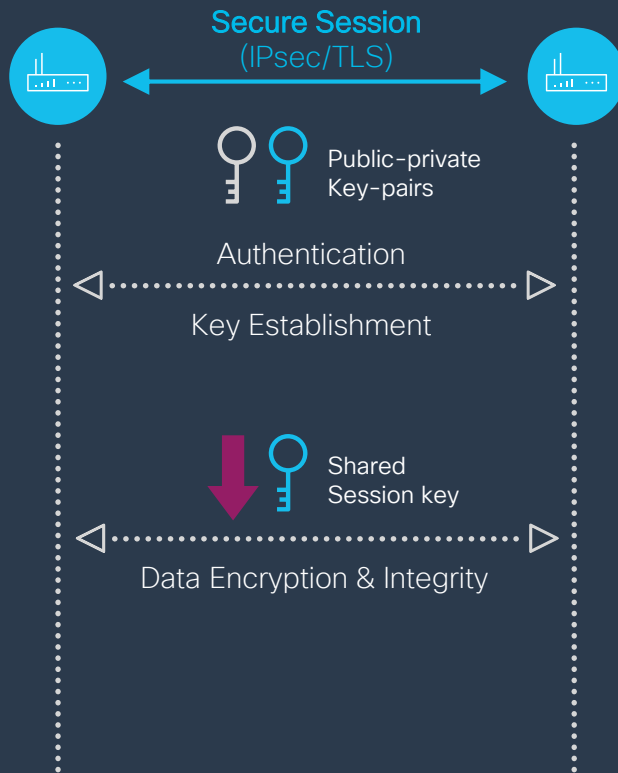 Secure Session
(IPsec/TLS)
Public-private
Key-pairs
Authentication
Key Establishment
Shared
Session key
Data Encryption & Integrity